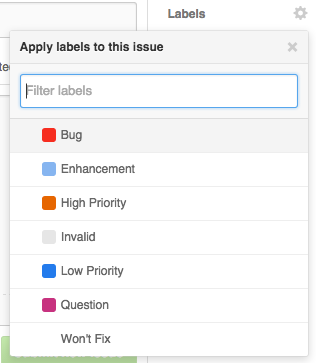 Labels
Apply labels to this issue
Filter labels
Bug
Enhancement
High Priority
Invalid
Low Priority
Question
Won't Fix